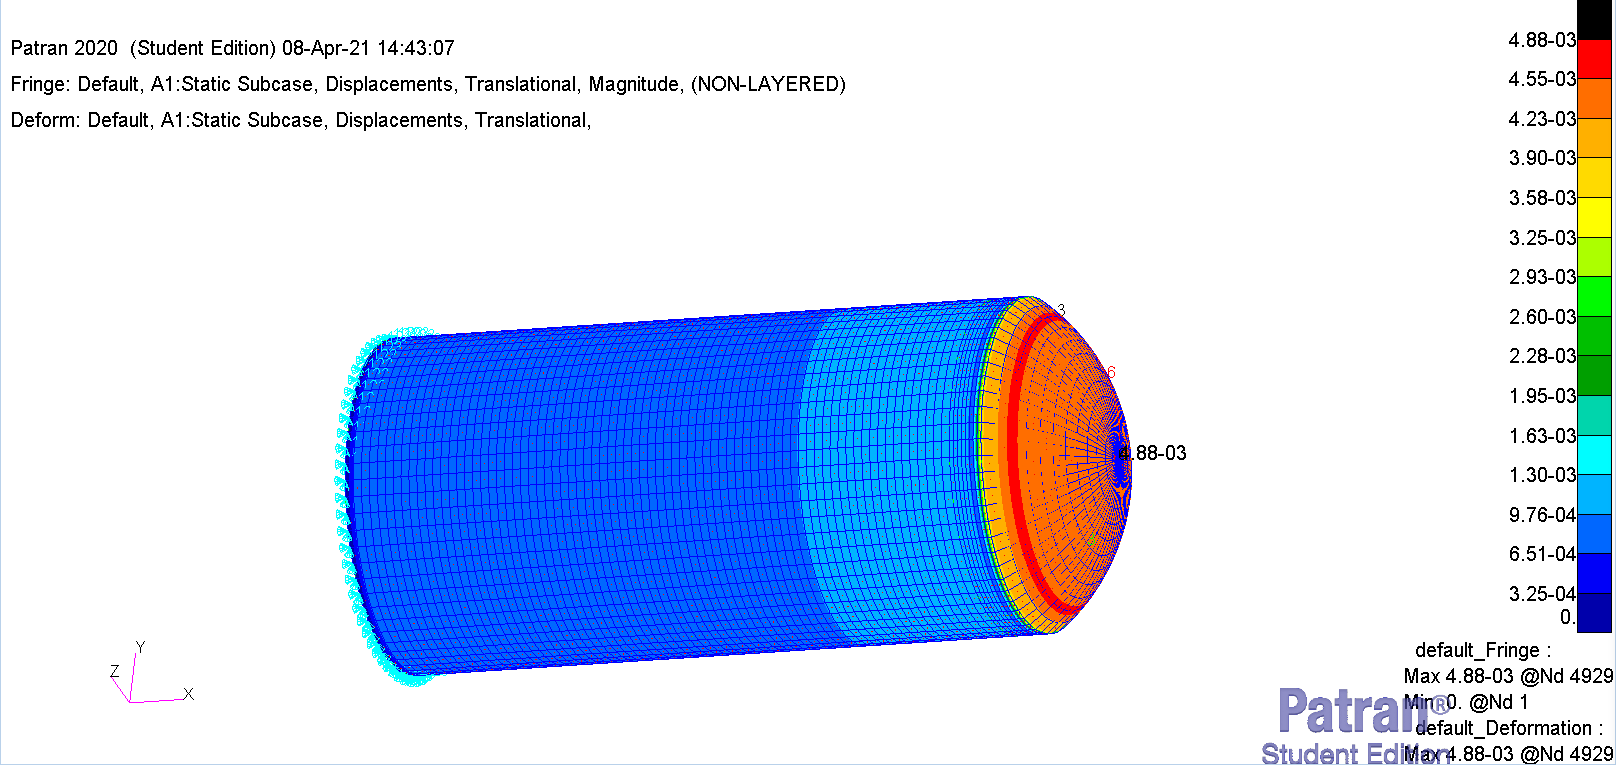 Patran 2020 (Student Edition) 08-Apr-21 14:43:07
Fringe: Default, A1:Static Subcase, Displacements, Translational, Magnitude, (NON-LAYERED)
Deform: Default, A1:Static Subcase, Displacements, Translational,
4.88-03
4.55-03
4.23-03
3.90-03
3.58-03
3.25-03
2.93-03
2.60-03
2.28-03
1.95-03
1.63-03
1.30-03
9.76-04
6.51-04
3.25-04
0.
3
6
4.88-03
Y
Z
X
default_Fringe :
Max 4.88-03 @Nd 4929
Min 0. @Nd 1
default_Deformation :
Max 4.88-03 @Nd 4929
Patran®
Student Edition